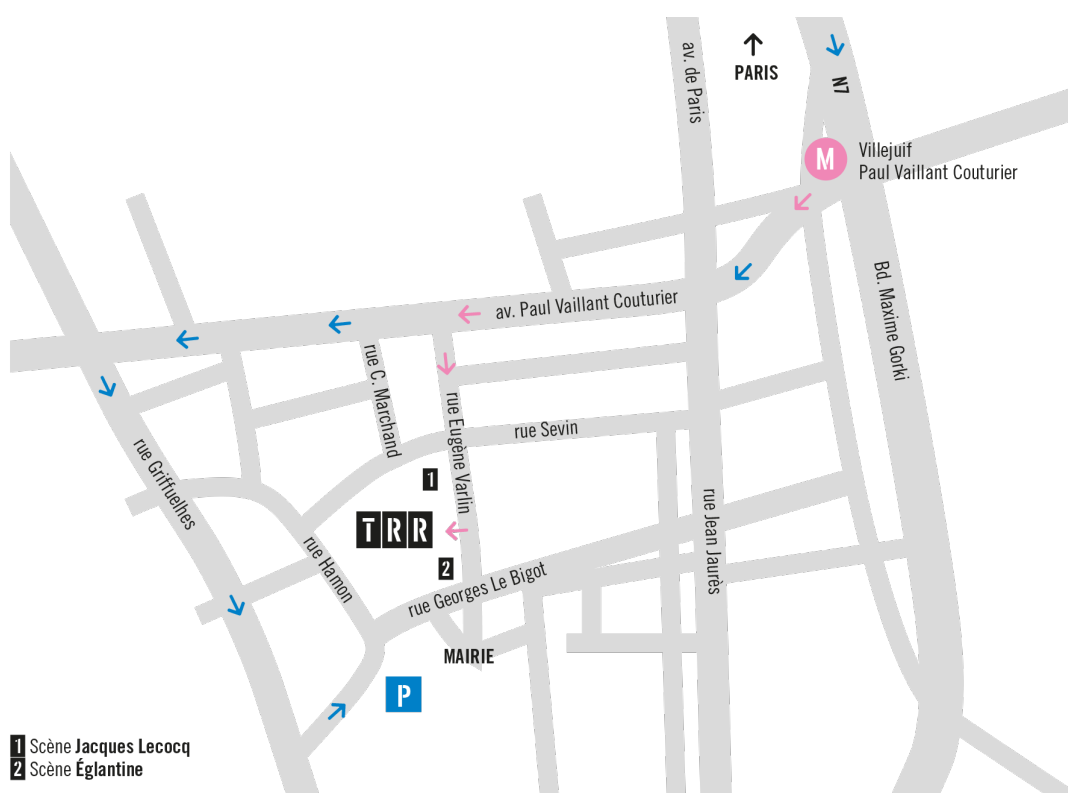 av. de Paris
PARIS
N7
M
Villejuif
Paul Vaillant Couturier
Bd. Maxime Gorki
av. Paul Vaillant Couturier
rue C. Marchand
rue Eugène Varlin
rue Sevin
rue Griffuelhes
1
TRR
2
rue Hamon
rue Georges Le Bigot
rue Jean Jaurès
MAIRIE
P
1 Scène Jacques Lecocq
2 Scène Églantine